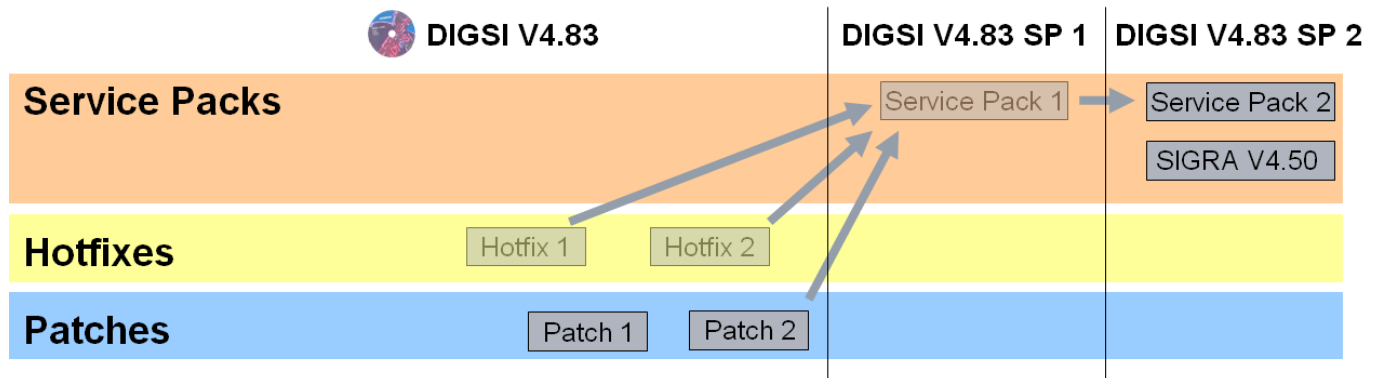 DIGSI V4.83
DIGSI V4.83 SP 1
DIGSI V4.83 SP 2
Service Packs
Service Pack 1
Service Pack 2
SIGRA V4.50
Hotfixes
Hotfix 1
Hotfix 2
Patches
Patch 1
Patch 2